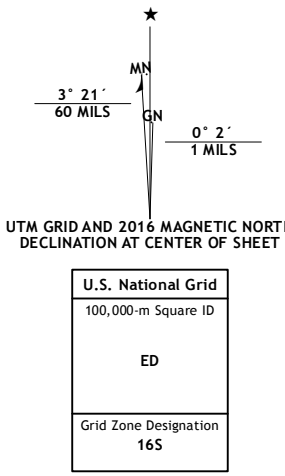 MN
3° 21´
60 MILS
GN
0° 2´
1 MILS
UTM GRID AND 2016 MAGNETIC NORT
DECLINATION AT CENTER OF SHEET
U.S. National Grid
100,000-m Square ID
ED
Grid Zone Designation
16S